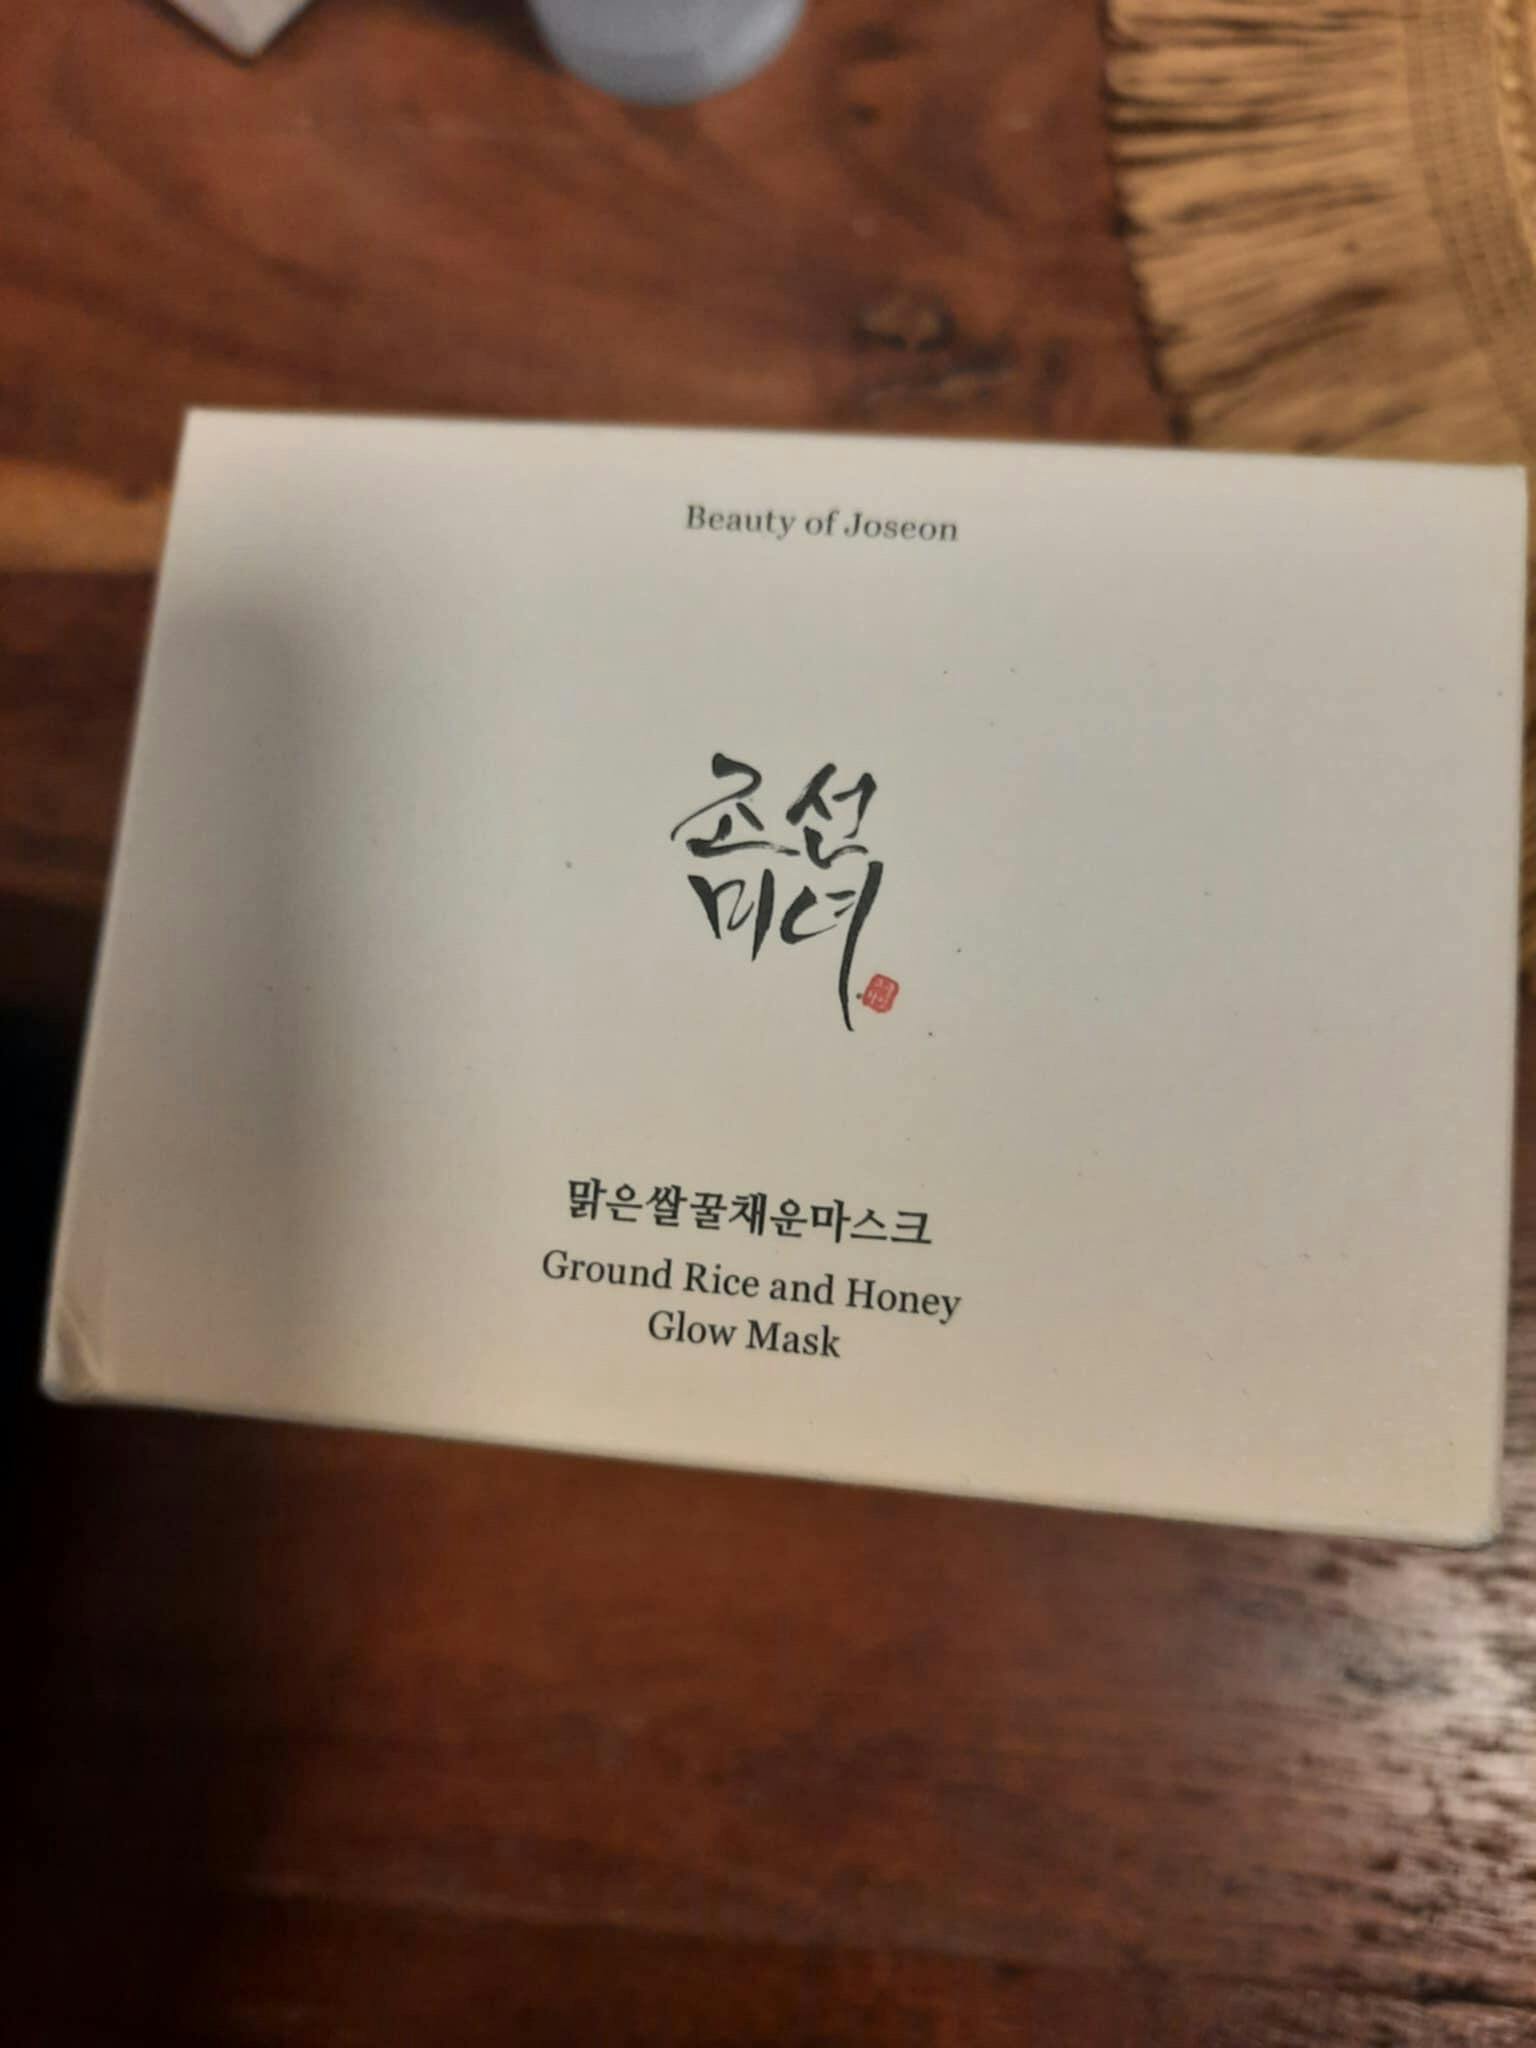 Beauty of Joseon
조선
미녀
맑은쌀꿀채운마스크
Ground Rice and Honey
Glow Mask